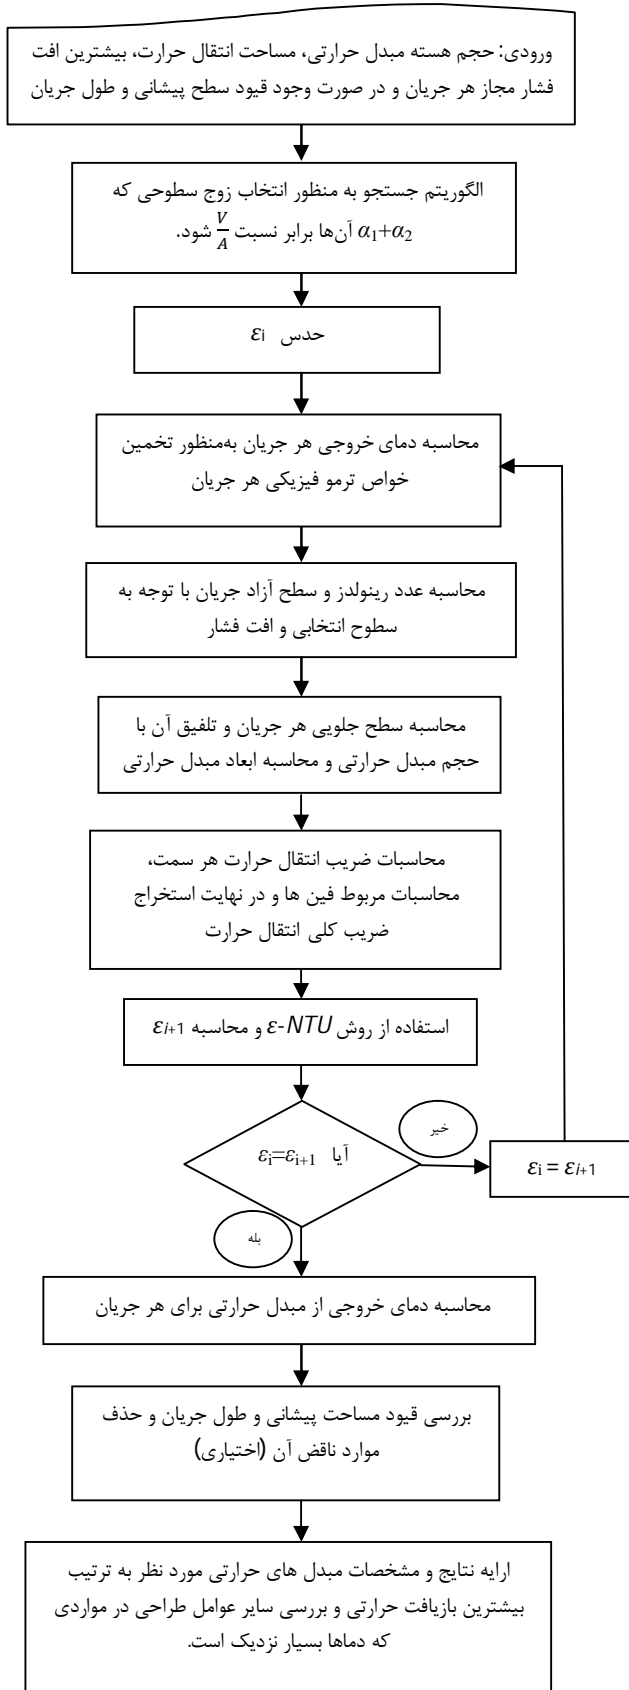 ورودی: حجم هسته مبدل حرارتی، مساحت انتقال حرارت، بیشترین افت
فشار مجاز هر جریان و در صورت وجود قیود سطح پیشانی و طول جریان
الگوریتم جستجو به منظور انتخاب زوج سطوحی که
α₁+α₂ آن‌ها برابر نسبت V/A شود.
حدس εi
محاسبه دمای خروجی هر جریان به‌منظور تخمین
خواص ترمو فیزیکی هر جریان
محاسبه عدد رینولدز و سطح آزاد جریان با توجه به
سطوح انتخابی و افت فشار
محاسبه سطح جلویی هر جریان و تلفیق آن با
حجم مبدل حرارتی و محاسبه ابعاد مبدل حرارتی
محاسبات ضریب انتقال حرارت هر سمت،
محاسبات مربوط فین ها و در نهایت استخراج
ضریب کلی انتقال حرارت
استفاده از روش ε-NTU و محاسبه εi+1
آیا εi=εi+1
خیر
εi = εi+1
بله
محاسبه دمای خروجی از مبدل حرارتی برای هر جریان
بررسی قیود مساحت پیشانی و طول جریان و حذف
موارد ناقض آن (اختیاری)
ارایه نتایج و مشخصات مبدل های حرارتی مورد نظر به ترتیب
بیشترین بازیافت حرارتی و بررسی سایر عوامل طراحی در مواردی
که دماها بسیار نزدیک است.